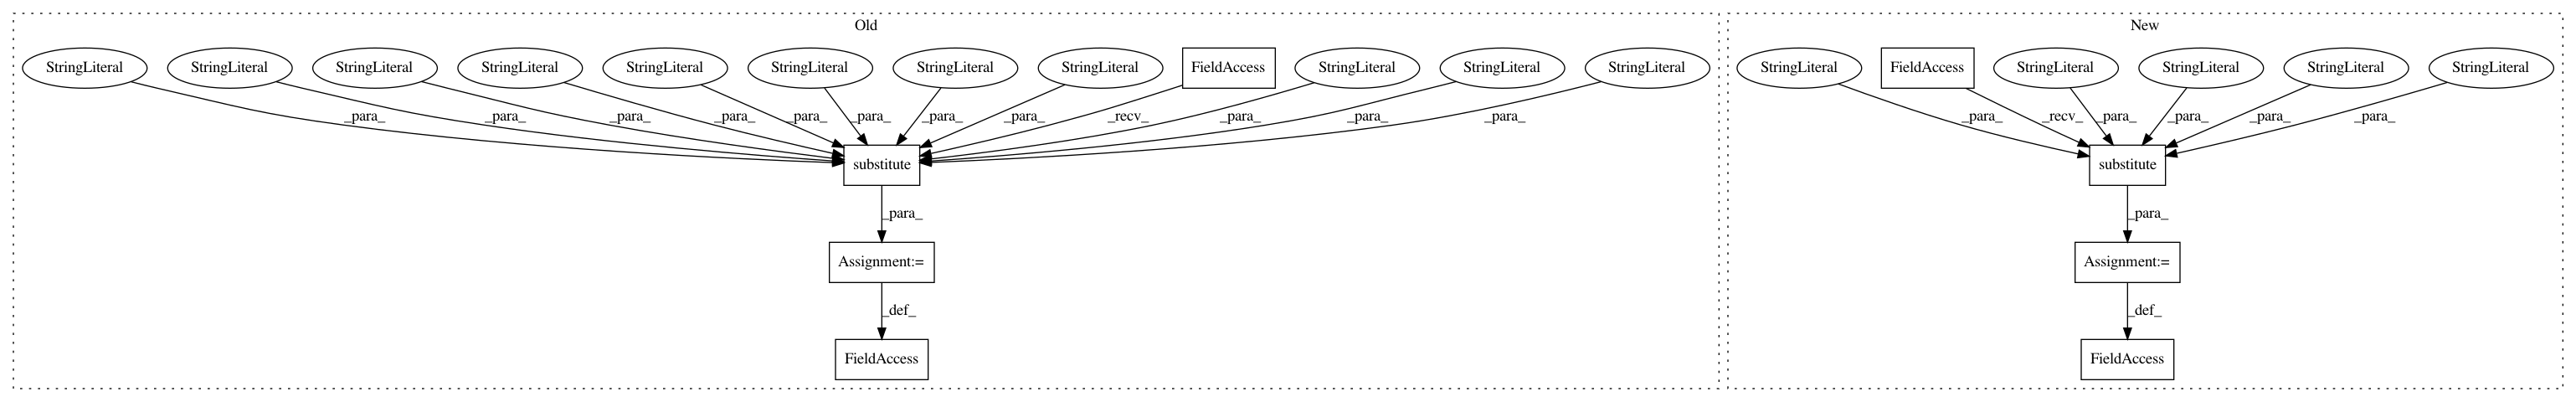 Old New
StringLiteral StringLiteral StringLiteral StringLiteral StringLiteral StringLiteral StringLiteral StringLiteral FieldAccess StringLiteral StringLiteral StringLiteral StringLiteral FieldAccess StringLiteral StringLiteral StringLiteral StringLiteral
_para_ _para_ _para_ _para_ _para_ _para_ _para_ _para_ _recv_ _para_ _para_ _para_ _para_ _recv_ _para_ _para_ _para_ _para_
substitute substitute
_para_ _para_
Assignment:= Assignment:=
_def_ _def_
FieldAccess FieldAccess